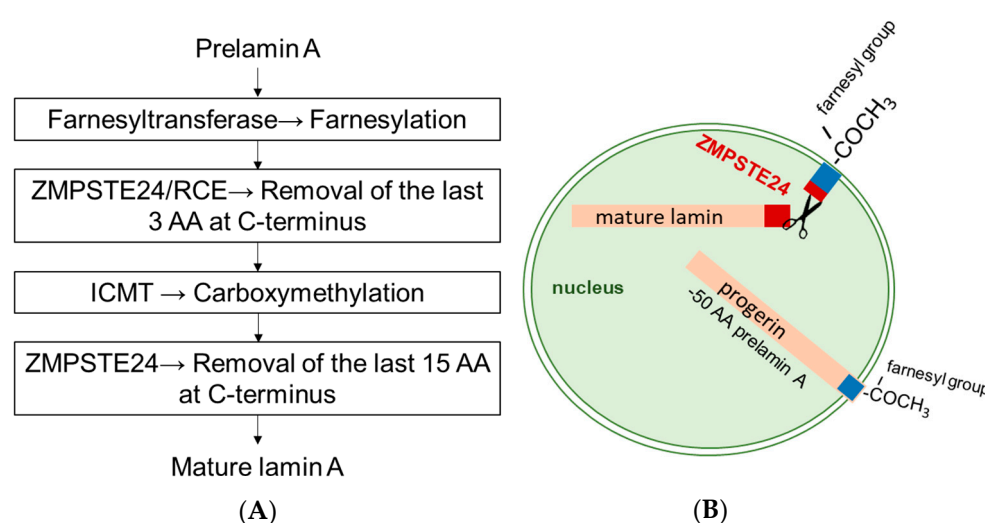 Prelamin A
Farnesyltransferase→ Farnesylation
ZMPSTE24/RCE→ Removal of the last
3 AA at C-terminus
ICMT → Carboxymethylation
ZMPSTE24→ Removal of the last 15 AA
at C-terminus
Mature lamin A
(A)
farnesyl group
-COCH₃
ZMPSTE24
mature lamin
nucleus
progerin
-50 AA prelamin A
farnesyl group
-COCH₃
(B)